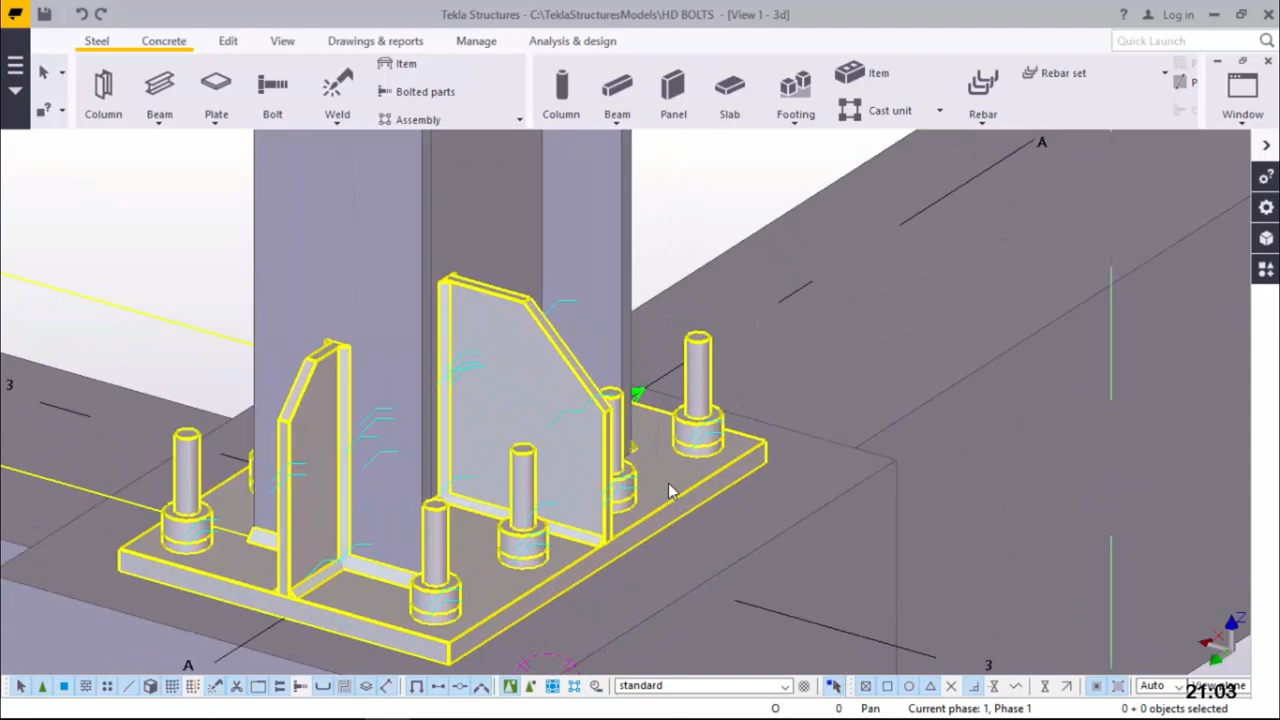 Tekla Structures - C:\TeklaStructuresModels\HD BOLTS - [View 1 - 3d]
? Log in
Steel Concrete Edit View Drawings & reports Manage Analysis & design Quick Launch
Item Item Rebar set
Bolted parts
Assembly Cast unit
Column Beam Plate Bolt Weld Column Beam Panel Slab Footing Rebar Window
A
3
A
3
Z
standard Auto
21:03
O 0 Pan Current phase: 1, Phase 1 0 + 0 objects selected